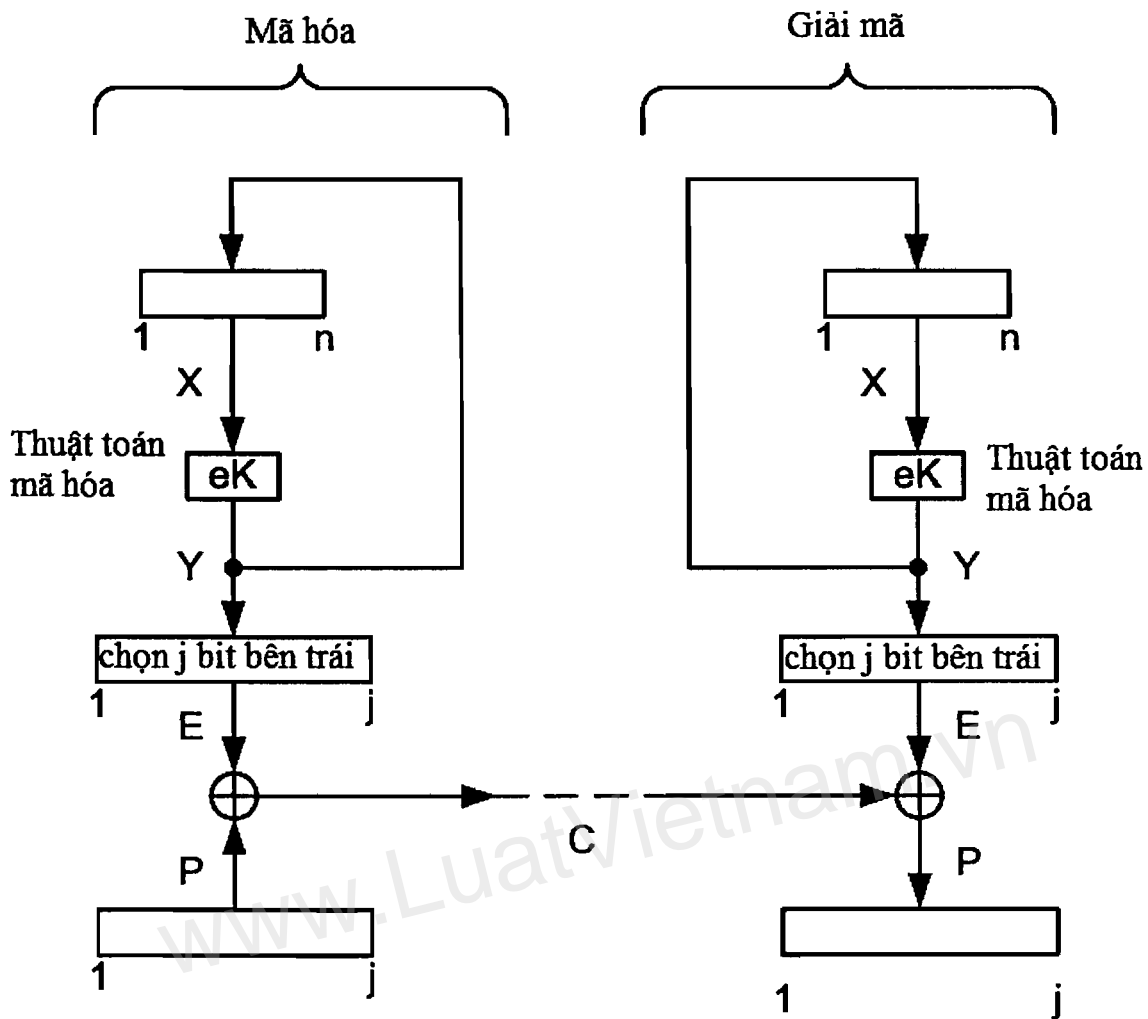 Mã hóa
Giải mã
1 n
1 n
X
X
Thuật toán
mã hóa
eK
eK
Thuật toán
mã hóa
Y
Y
chọn j bit bên trái
chọn j bit bên trái
1 j
1 j
E
E
C
P
P
1 j
1 j
www.LuatVietnam.vn